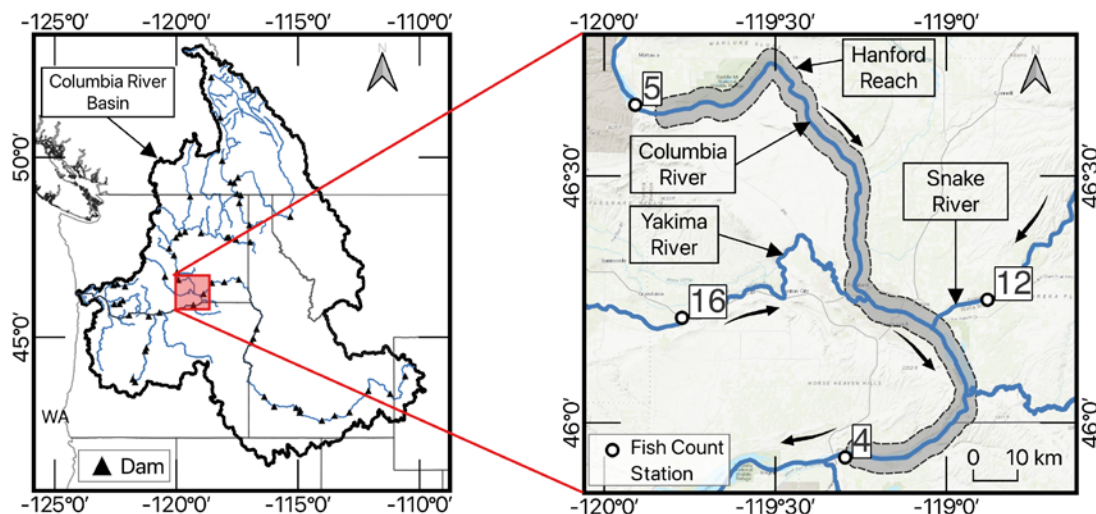 -125°0' -120°0' -115°0' -110°0'
Columbia River
Basin
N
50°0'
45°0'
WA
Dam
-125°0' -120°0' -115°0' -110°0'
-120°0' -119°30' -119°0'
N
5
Hanford
Reach
Columbia
River
Yakima
River
Snake
River
46°30'
46°30'
16
12
HORSE HEAVEN HILLS
4
46°0'
46°0'
Fish Count
Station
0 10 km
-120°0' -119°30' -119°0'